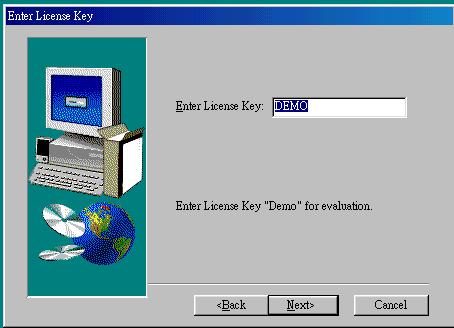 Enter License Key
Enter License Key: DEMO
Enter License Key "Demo" for evaluation.
<Back Next> Cancel